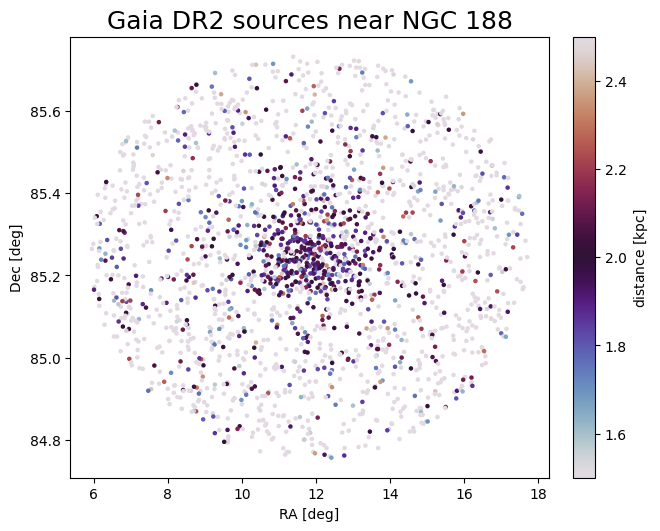 Gaia DR2 sources near NGC 188
85.6
85.4
85.2
85.0
84.8
Dec [deg]
6 8 10 12 14 16 18
RA [deg]
2.4
2.2
2.0
1.8
1.6
distance [kpc]